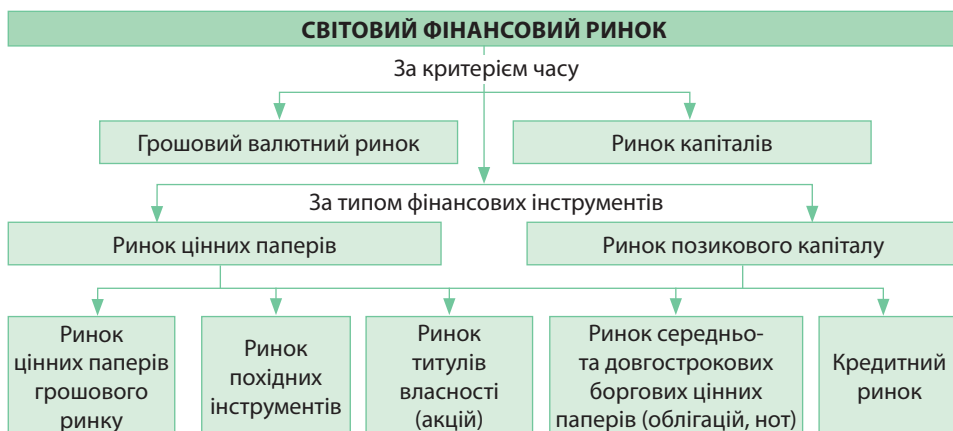 СВІТОВИЙ ФІНАНСОВИЙ РИНОК
За критерієм часу
Грошовий валютний ринок
Ринок капіталів
За типом фінансових інструментів
Ринок цінних паперів
Ринок позикового капіталу
Ринок
цінних паперів
грошового
ринку
Ринок
похідних
інструментів
Ринок
титулів
власності
(акцій)
Ринок середньо-
та довгострокових
боргових цінних
паперів (облігацій, нот)
Кредитний
ринок